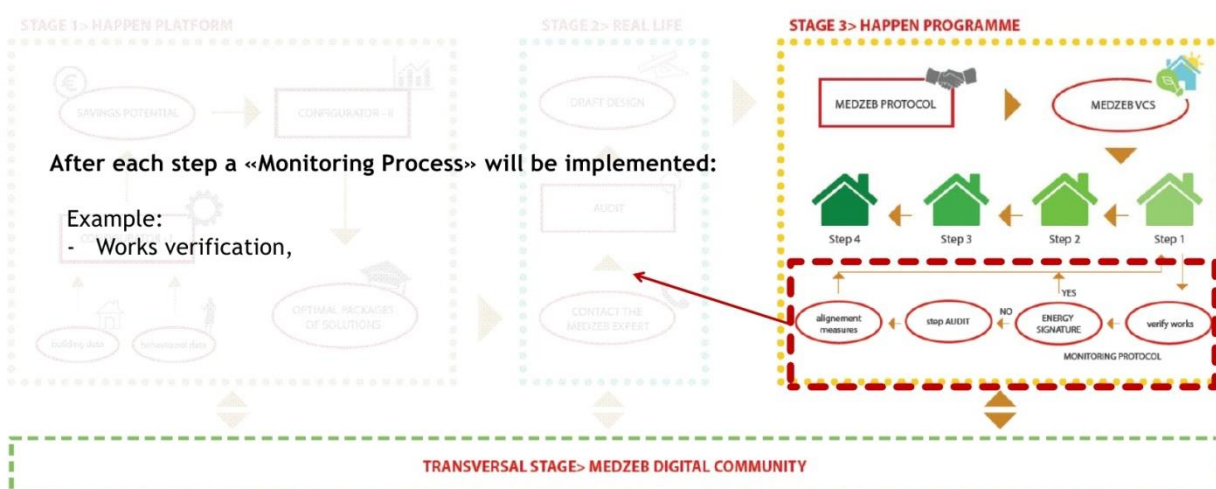 STAGE 1> HAPPEN PLATFORM
SAVINGS POTENTIAL
CONFIGURATOR - II
OPTIMAL PACKAGES
OF SOLUTIONS
building data
behavioural data
STAGE 2> REAL LIFE
DRAFT DESIGN
AUDIT
CONTACT THE
MEDZEB EXPERT
After each step a «Monitoring Process» will be implemented:
Example:
- Works verification,
STAGE 3> HAPPEN PROGRAMME
MEDZEB PROTOCOL
MEDZEB VCS
Step 4
Step 3
Step 2
Step 1
alignement
measures
step AUDIT
NO
ENERGY
SIGNATURE
YES
verify works
MONITORING PROTOCOL
TRANSVERSAL STAGE> MEDZEB DIGITAL COMMUNITY